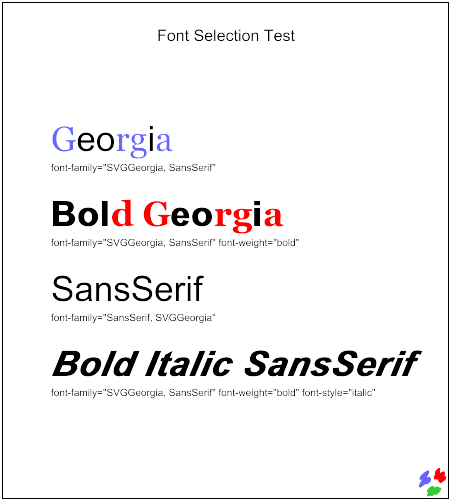 Font Selection Test
Georgia
font-family="SVGGeorgia, SansSerif"
Bold Georgia
font-family="SVGGeorgia, SansSerif" font-weight="bold"
SansSerif
font-family="SansSerif, SVGGeorgia"
Bold Italic SansSerif
font-family="SVGGeorgia, SansSerif" font-weight="bold" font-style="italic"